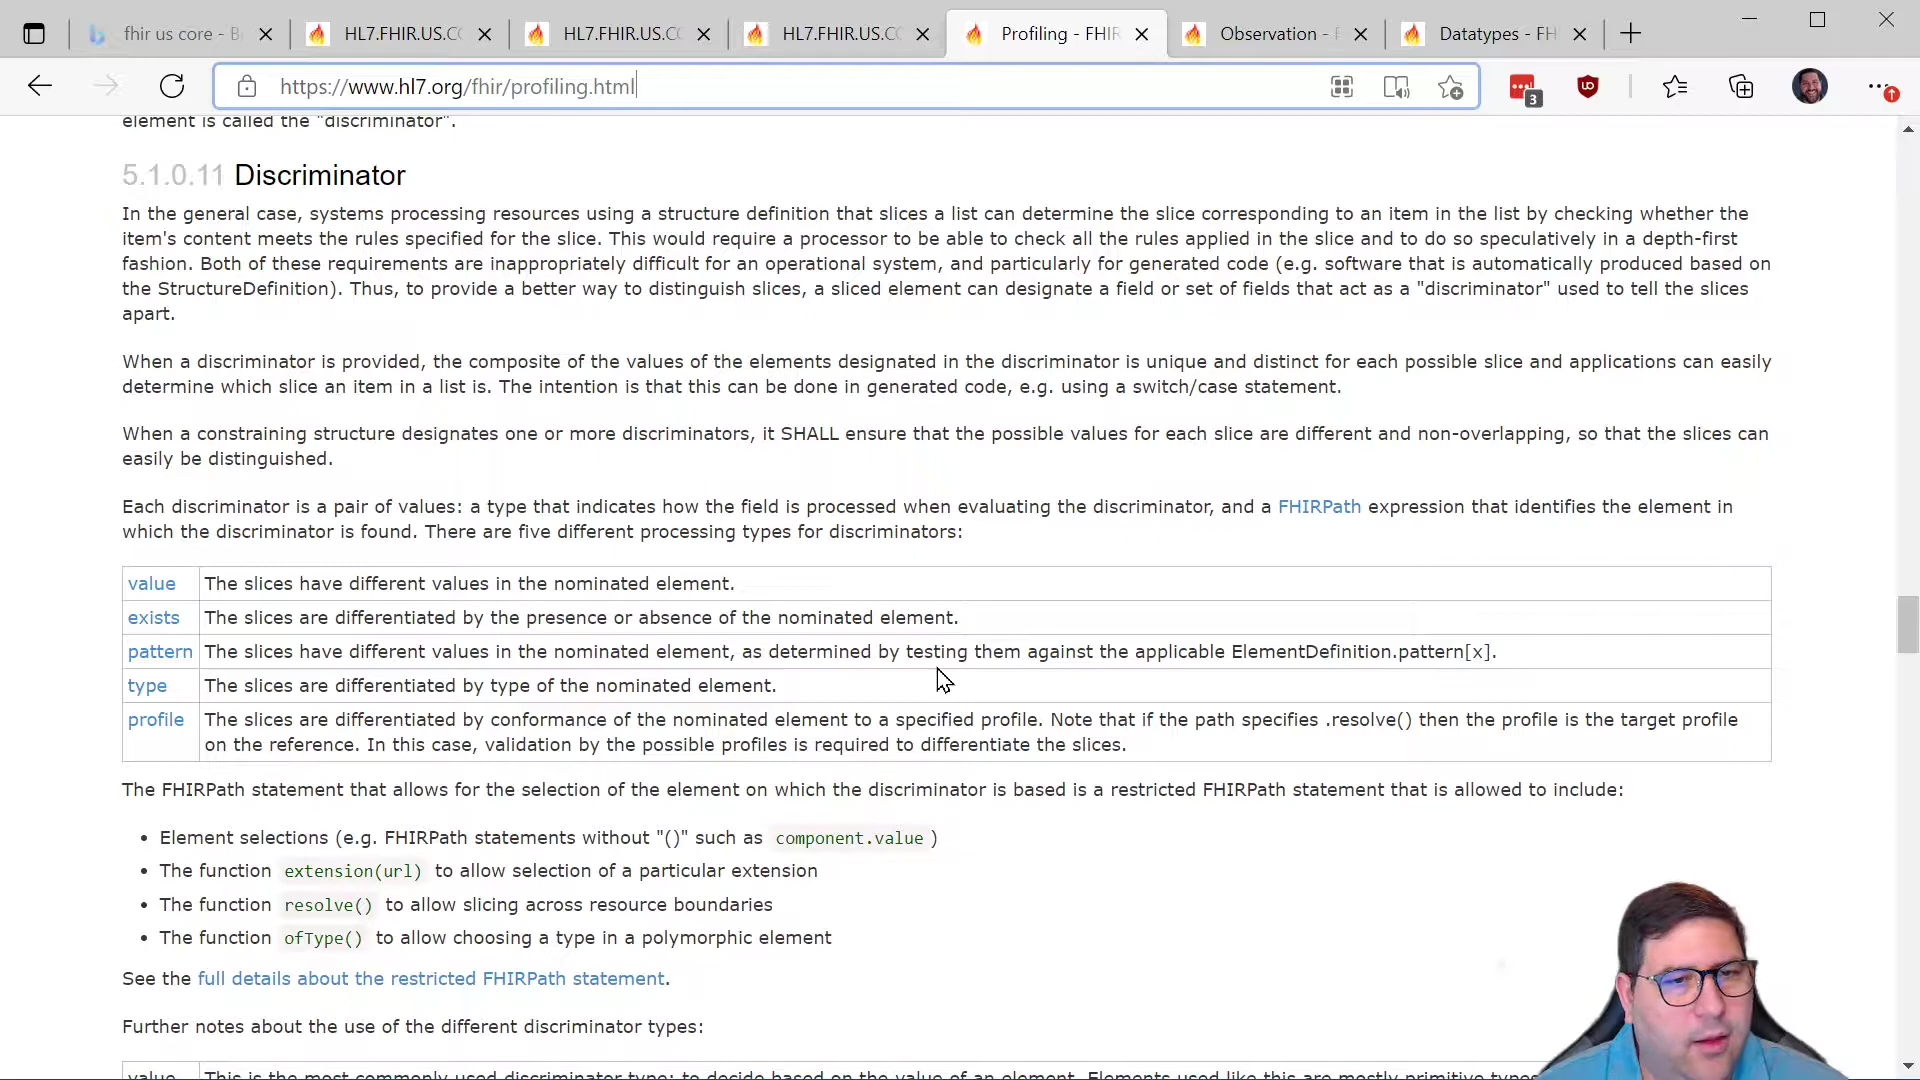 fhir us core - B
HL7.FHIR.US.CC
HL7.FHIR.US.CC
HL7.FHIR.US.CC
Profiling - FHIR
Observation - F
Datatypes - FH
https://www.hl7.org/fhir/profiling.html
3
element is called the "discriminator".
5.1.0.11 Discriminator
In the general case, systems processing resources using a structure definition that slices a list can determine the slice corresponding to an item in the list by checking whether the
item's content meets the rules specified for the slice. This would require a processor to be able to check all the rules applied in the slice and to do so speculatively in a depth-first
fashion. Both of these requirements are inappropriately difficult for an operational system, and particularly for generated code (e.g. software that is automatically produced based on
the StructureDefinition). Thus, to provide a better way to distinguish slices, a sliced element can designate a field or set of fields that act as a "discriminator" used to tell the slices
apart.
When a discriminator is provided, the composite of the values of the elements designated in the discriminator is unique and distinct for each possible slice and applications can easily
determine which slice an item in a list is. The intention is that this can be done in generated code, e.g. using a switch/case statement.
When a constraining structure designates one or more discriminators, it SHALL ensure that the possible values for each slice are different and non-overlapping, so that the slices can
easily be distinguished.
Each discriminator is a pair of values: a type that indicates how the field is processed when evaluating the discriminator, and a FHIRPath expression that identifies the element in
which the discriminator is found. There are five different processing types for discriminators:
value The slices have different values in the nominated element.
exists The slices are differentiated by the presence or absence of the nominated element.
pattern The slices have different values in the nominated element, as determined by testing them against the applicable ElementDefinition.pattern[x].
type The slices are differentiated by type of the nominated element.
profile The slices are differentiated by conformance of the nominated element to a specified profile. Note that if the path specifies .resolve() then the profile is the target profile
on the reference. In this case, validation by the possible profiles is required to differentiate the slices.
The FHIRPath statement that allows for the selection of the element on which the discriminator is based is a restricted FHIRPath statement that is allowed to include:
• Element selections (e.g. FHIRPath statements without "()" such as component.value )
• The function extension(url) to allow selection of a particular extension
• The function resolve() to allow slicing across resource boundaries
• The function ofType() to allow choosing a type in a polymorphic element
See the full details about the restricted FHIRPath statement.
Further notes about the use of the different discriminator types:
value This is the most commonly used discriminator type: to decide based on the value of an element. Elements used like this are mostly primitive types